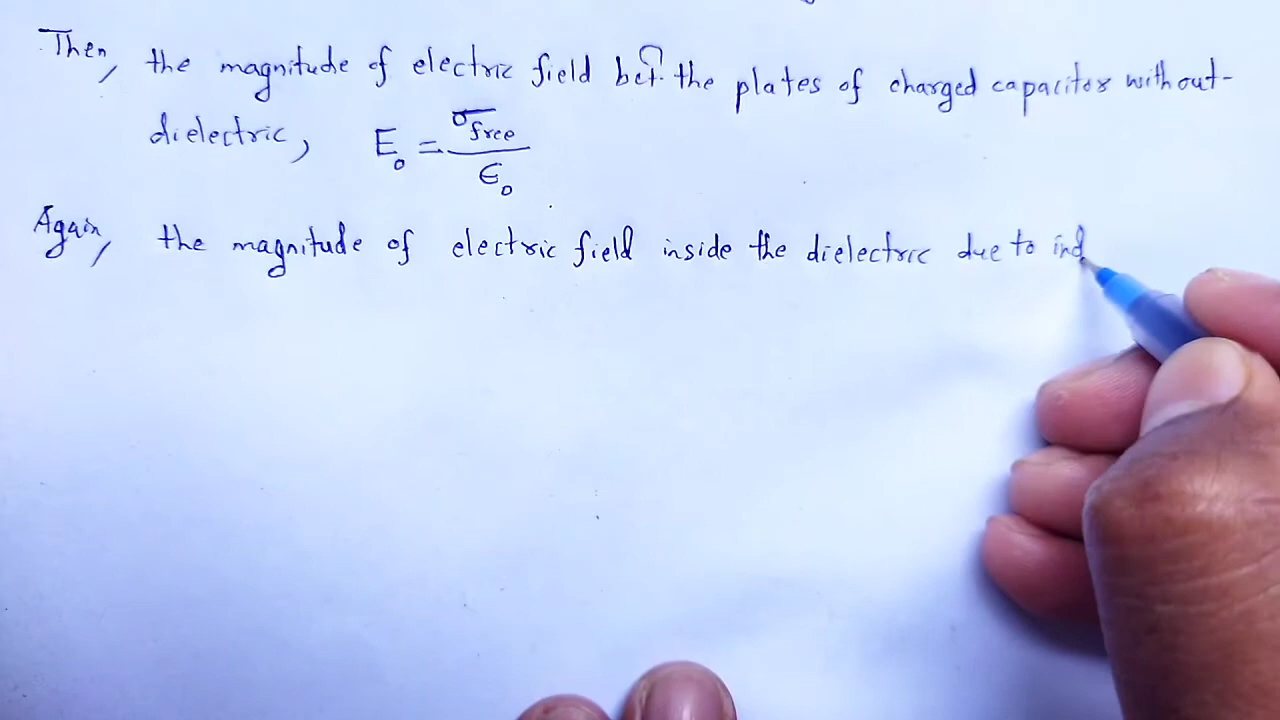 Then, the magnitude of electric field bet. the plates of charged capacitor without-
dielectric, E₀ = σfree / ϵ₀
Again, the magnitude of electric field inside the dielectric due to ind